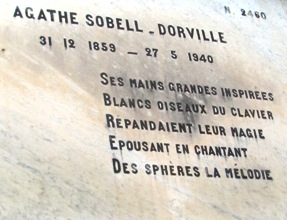 N. 2460
AGATHE SOBELL - DORVILLE
31 12 1859 — 27 5 1940
SES MAINS GRANDES INSPIREES
BLANCS OISEAUX DU CLAVIER
REPANDAIENT LEUR MAGIE
EPOUSANT EN CHANTANT
DES SPHÈRES LA MÉLODIE